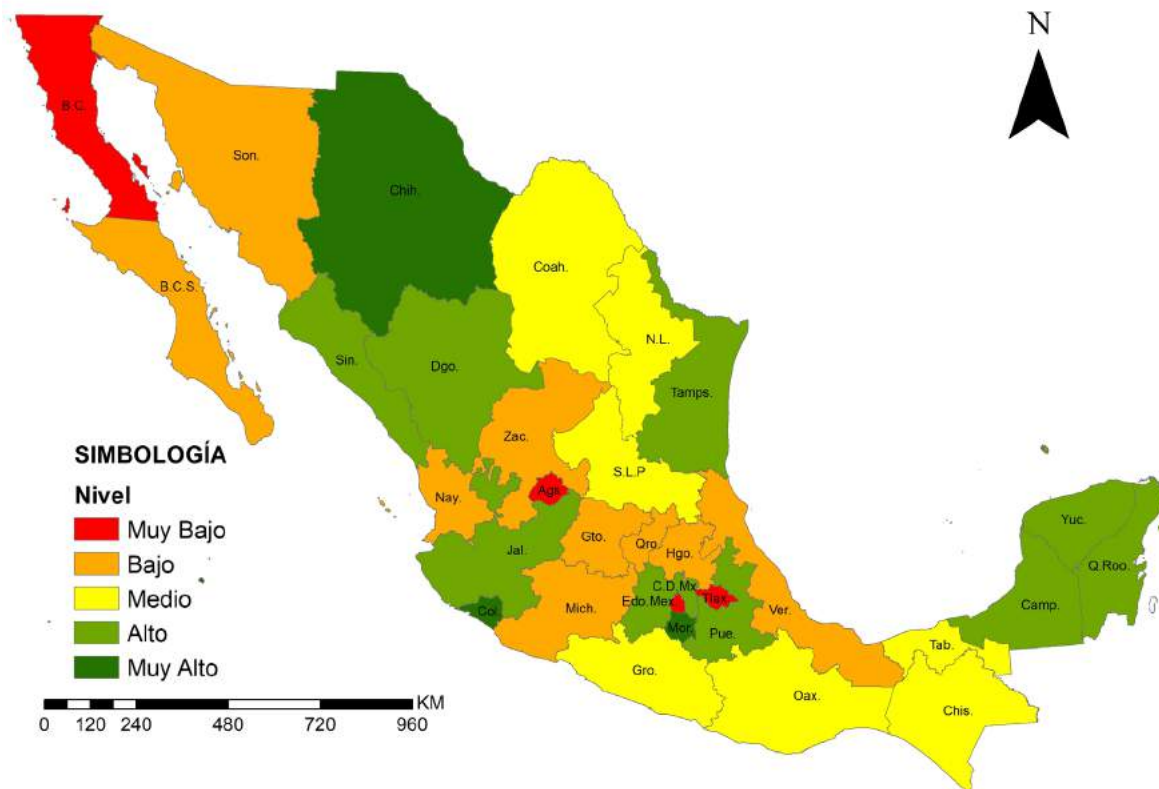 N
B.C.
Son.
Chih.
Coah.
B.C.S.
N.L.
Sin.
Dgo.
Tamps.
Zac.
SIMBOLOGÍA
S.L.P
Nivel
Nay.
Ags.
Muy Bajo
Yuc.
Bajo
Jal.
Gto.
Qro.
Hgo.
Q.Roo.
Medio
C.D.Mx.
Alto
Col.
Mich.
Edo.Mex.
Tlax.
Ver.
Camp.
Muy Alto
Mor.
Pue.
Tab.
Gro.
Oax.
Chis.
KM
0 120 240 480 720 960